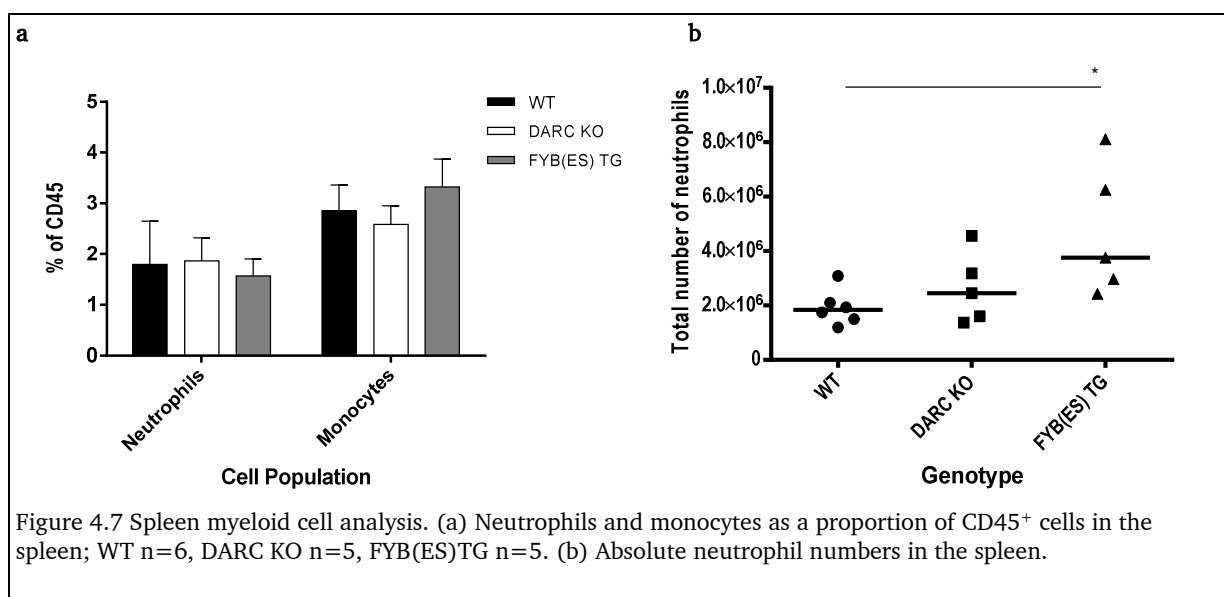 a
5
4
3
2
1
0
% of CD45
WT
DARC KO
FYB(ES) TG
Neutrophils
Monocytes
Cell Population
b
*
1.0×10⁷
8.0×10⁶
6.0×10⁶
4.0×10⁶
2.0×10⁶
0
Total number of neutrophils
WT
DARC KO
FYB(ES) TG
Genotype
Figure 4.7 Spleen myeloid cell analysis. (a) Neutrophils and monocytes as a proportion of CD45⁺ cells in the
spleen; WT n=6, DARC KO n=5, FYB(ES)TG n=5. (b) Absolute neutrophil numbers in the spleen.